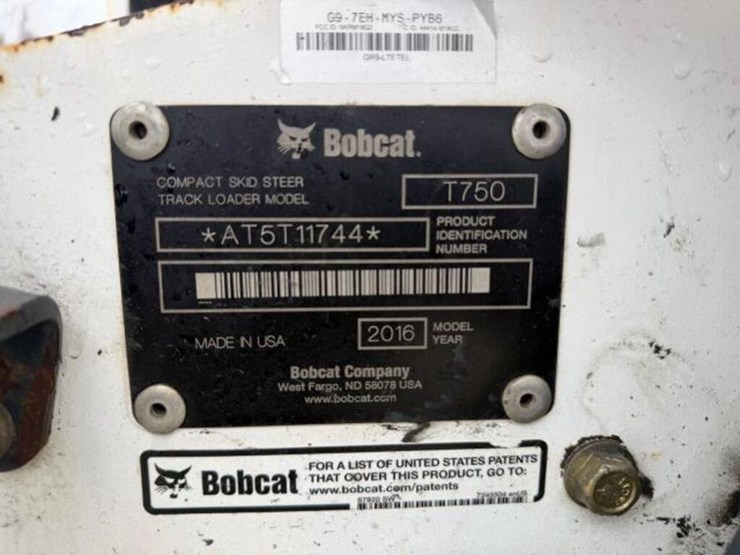 G9-7EH-MYS-PYB6
Bobcat.
COMPACT SKID STEER
TRACK LOADER MODEL
T750
*AT5T11744*
PRODUCT
IDENTIFICATION
NUMBER
MADE IN USA
2016
MODEL
YEAR
Bobcat Company
West Fargo, ND 58078 USA
www.bobcat.com
Bobcat
FOR A LIST OF UNITED STATES PATENTS
THAT COVER THIS PRODUCT, GO TO:
www.bobcat.com/patents